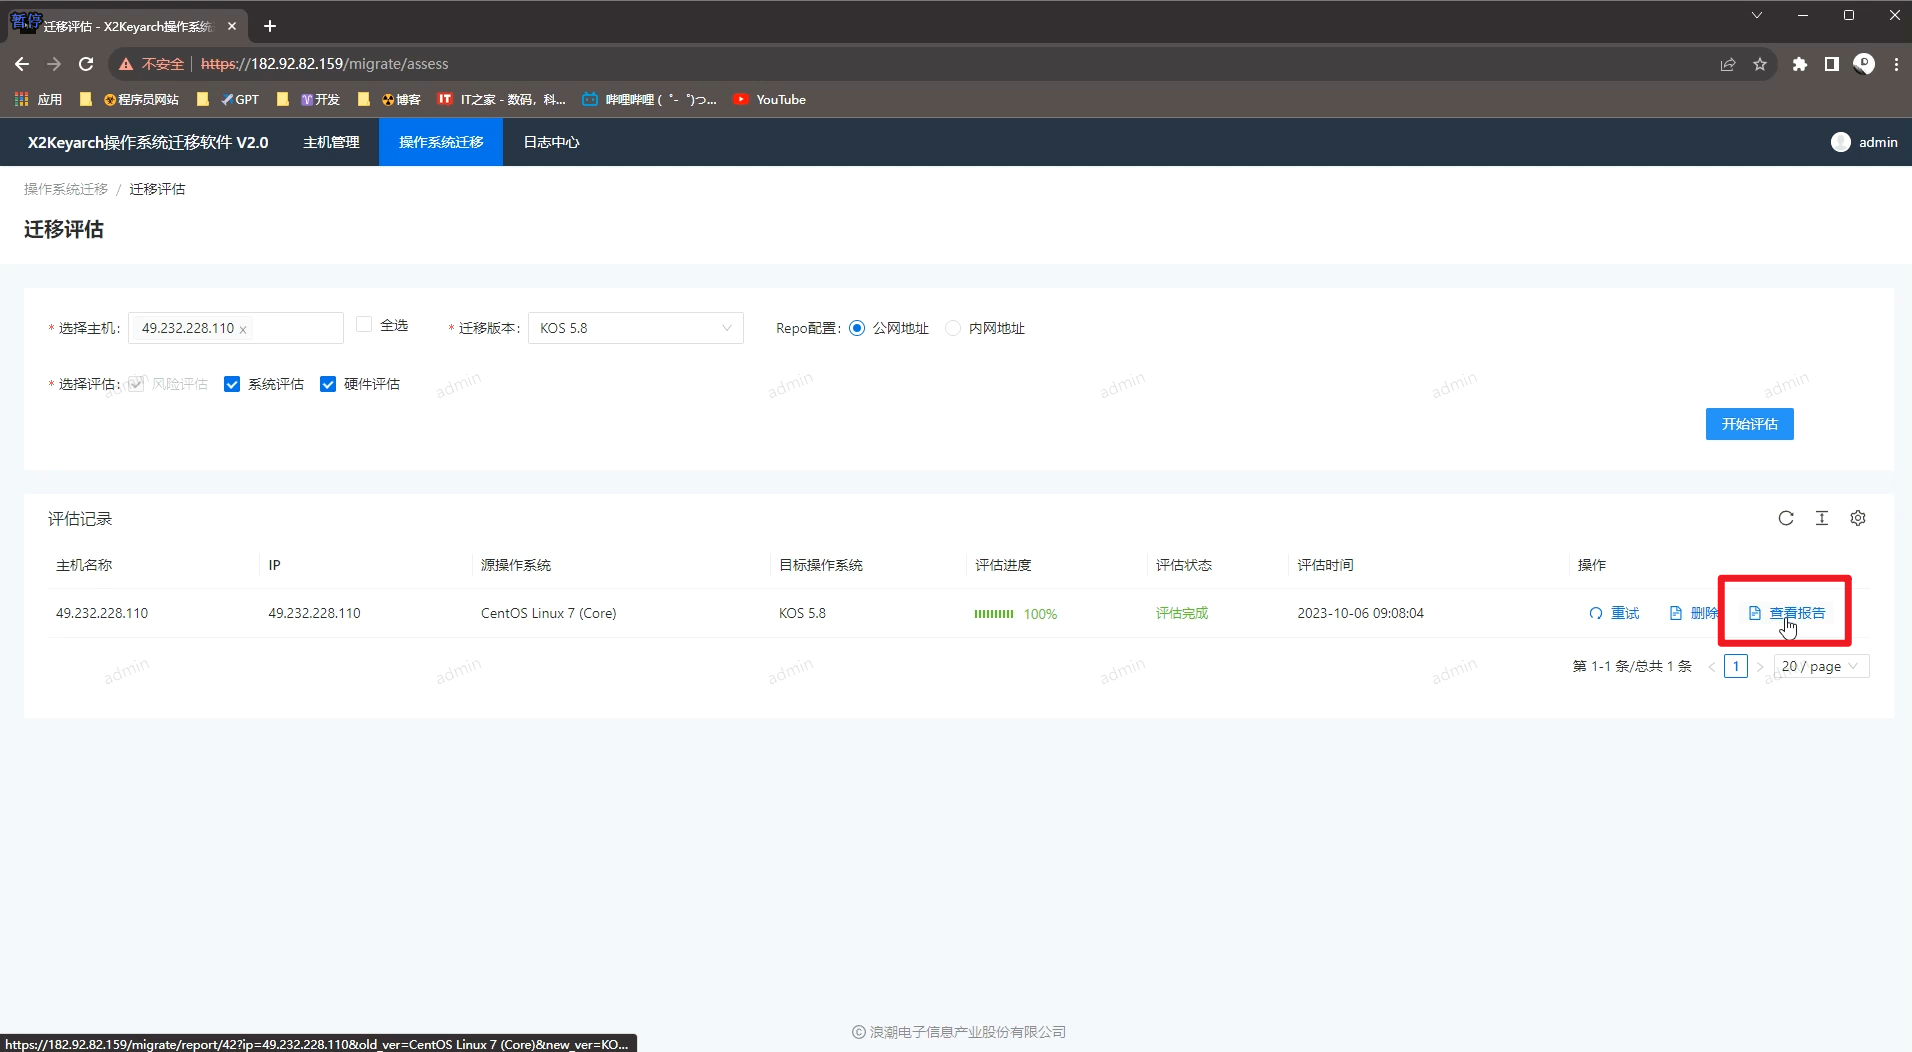 暂停
迁移评估 - X2Keyarch操作系统
不安全 https://182.92.82.159/migrate/assess
应用 程序员网站 GPT 开发 博客 IT IT之家 - 数码，科... 哔哩哔哩 ( ゜- ゜)つ... YouTube
X2Keyarch操作系统迁移软件 V2.0 主机管理 操作系统迁移 日志中心 admin
操作系统迁移 / 迁移评估
迁移评估
* 选择主机： 49.232.228.110 × 全选 * 迁移版本： KOS 5.8 Repo配置： 公网地址 内网地址
* 选择评估： 风险评估 系统评估 硬件评估
admin admin admin admin admin admin
开始评估
评估记录
主机名称 IP 源操作系统 目标操作系统 评估进度 评估状态 评估时间 操作
49.232.228.110 49.232.228.110 CentOS Linux 7 (Core) KOS 5.8 100% 评估完成 2023-10-06 09:08:04 重试 删除 查看报告
第 1-1 条/总共 1 条 < 1 > 20 / page
admin admin admin admin admin admin
© 浪潮电子信息产业股份有限公司
https://182.92.82.159/migrate/report/42?ip=49.232.228.110&old_ver=CentOS Linux 7 (Core)&new_ver=KO...